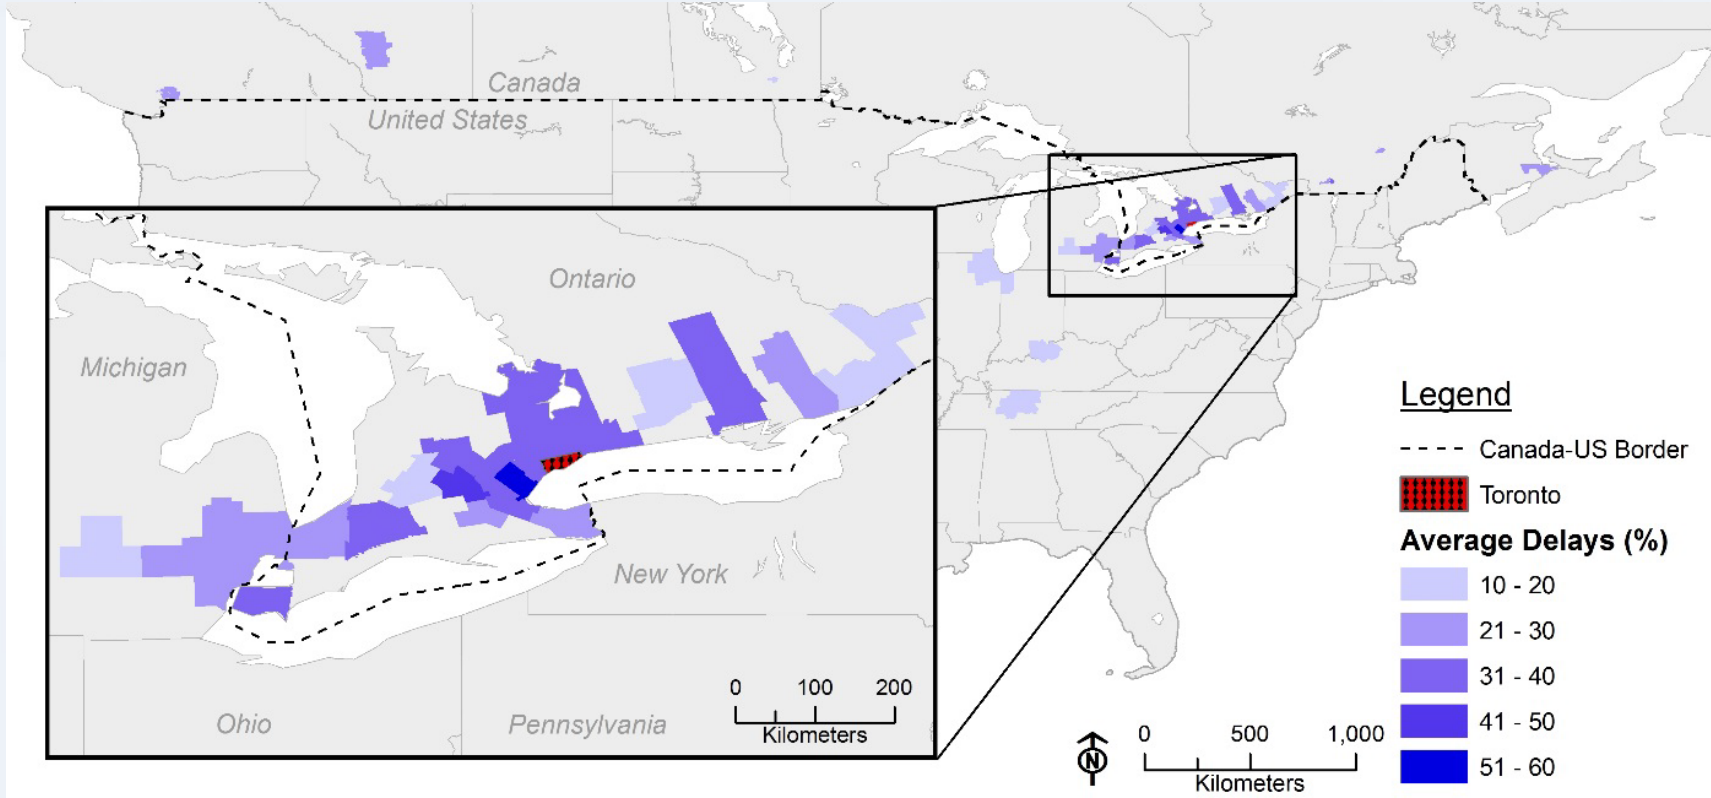 Canada
United States
Ontario
Michigan
New York
Ohio
Pennsylvania
0 100 200
Kilometers
N
0 500 1,000
Kilometers
Legend
Canada-US Border
Toronto
Average Delays (%)
10 - 20
21 - 30
31 - 40
41 - 50
51 - 60